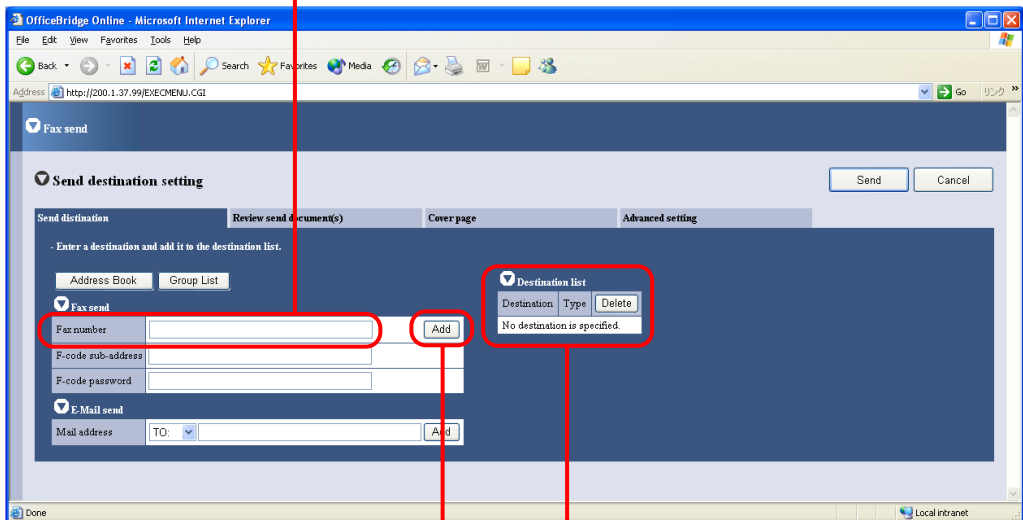 OfficeBridge Online - Microsoft Internet Explorer
File Edit View Favorites Tools Help
Back Search Favorites Media
Address http://200.1.37.99/EXECMENU.CGI Go リンク »
Fax send
Send destination setting Send Cancel
Send distination Review send document(s) Cover page Advanced setting
- Enter a destination and add it to the destination list.
Address Book Group List
Destination list
Fax send
Destination Type Delete
Fax number Add
No destination is specified.
F-code sub-address
F-code password
E-Mail send
Mail address TO: Add
Done Local intranet